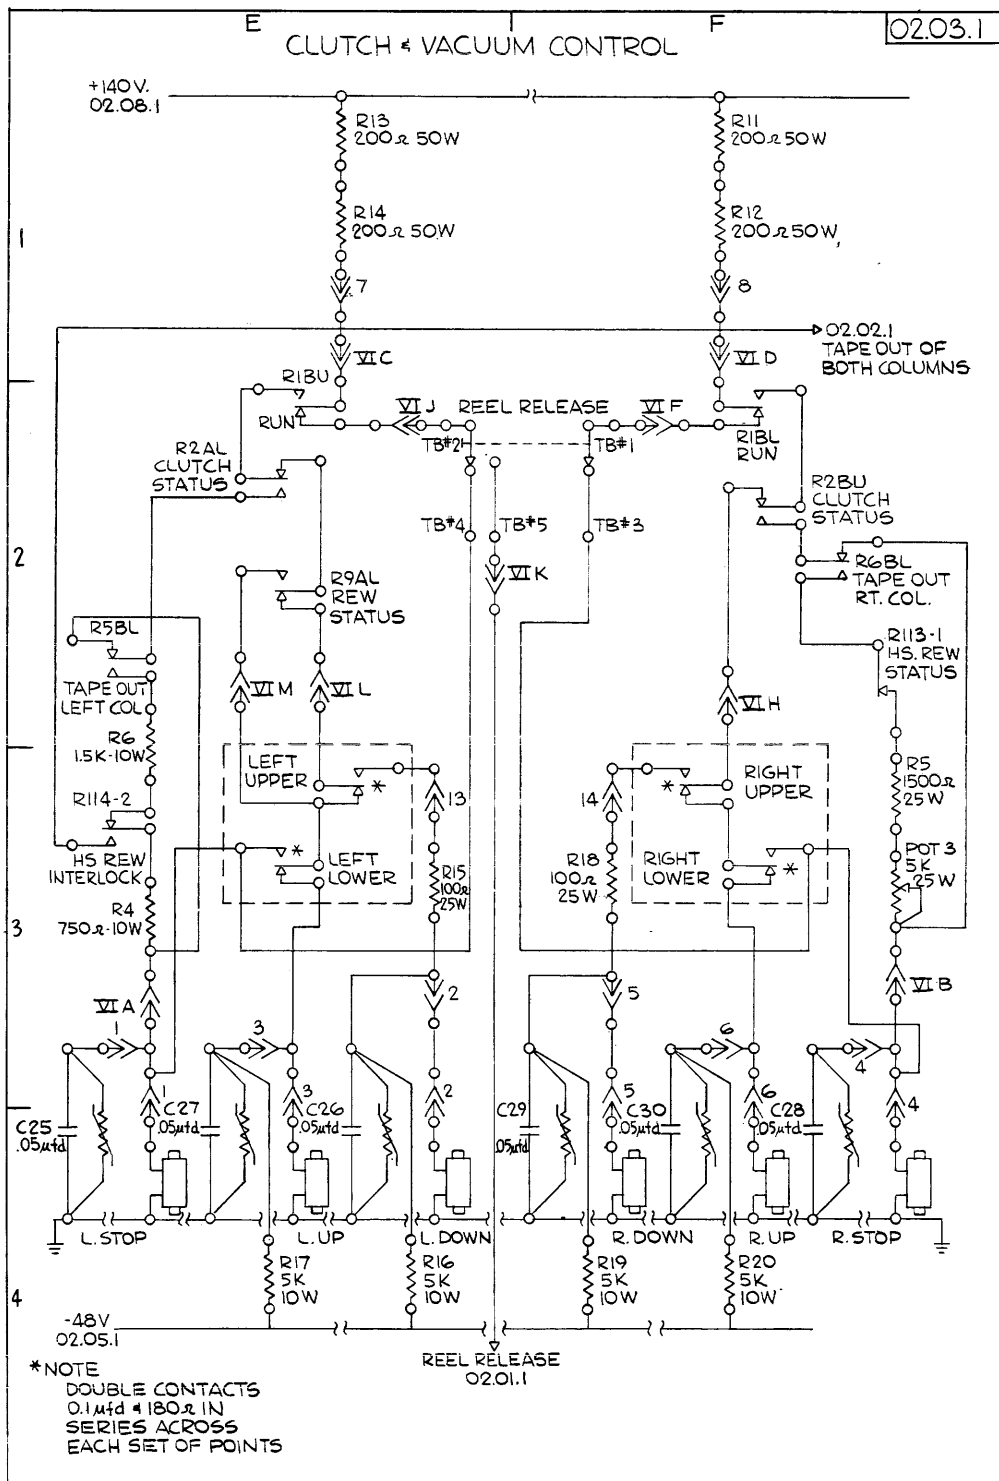 E
F
02.03.1
CLUTCH & VACUUM CONTROL
+140V.
02.08.1
R13
200Ω 50W
R11
200Ω 50W
R14
200Ω 50W
R12
200Ω 50W,
1
7
8
02.02.1
TAPE OUT OF
BOTH COLUMNS
VI C
VI D
R1BU
RUN
VI J
REEL RELEASE
VI F
R1BL
RUN
TB#2
TB#1
R2AL
CLUTCH
STATUS
R2BU
CLUTCH
STATUS
TB#4
TB#5
TB#3
2
VI K
R9AL
REW
STATUS
R6BL
TAPE OUT
RT. COL.
R5BL
R113-1
HS. REW
STATUS
TAPE OUT
LEFT COL
VI M
VI L
VI H
R6
1.5K-10W
LEFT
UPPER
*
13
14
*
RIGHT
UPPER
R5
1500Ω
25W
R114-2
HS REW
INTERLOCK
*
LEFT
LOWER
R15
100Ω
25W
R18
100Ω
25W
RIGHT
LOWER
*
POT 3
5K
25W
R4
750Ω-10W
3
VI A
VI B
2
5
1
3
6
4
1
3
2
5
6
4
C25
.05μfd
C27
.05μfd
C26
.05μfd
C29
.05μfd
C30
.05μfd
C28
.05μfd
L. STOP
L. UP
L. DOWN
R. DOWN
R. UP
R. STOP
R17
5K
10W
R16
5K
10W
R19
5K
10W
R20
5K
10W
4
-48V
02.05.1
REEL RELEASE
02.01.1
*NOTE
DOUBLE CONTACTS
0.1μfd & 180Ω IN
SERIES ACROSS
EACH SET OF POINTS